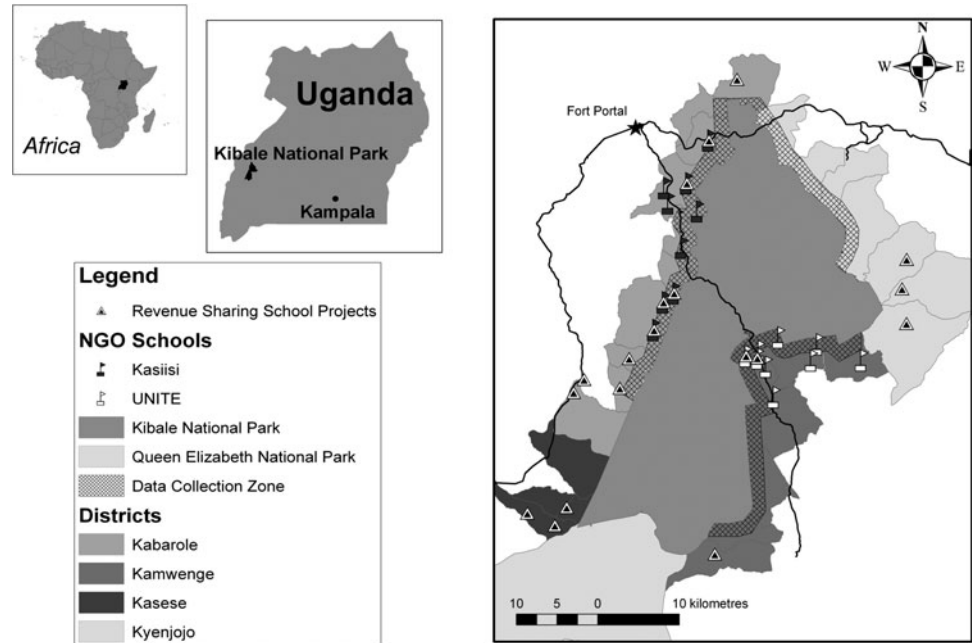 Africa
Uganda
Kibale National Park
Kampala
Legend
Revenue Sharing School Projects
NGO Schools
Kasiisi
UNITE
Kibale National Park
Queen Elizabeth National Park
Data Collection Zone
Districts
Kabarole
Kamwenge
Kasese
Kyenjojo
N
W E
S
Fort Portal
10 5 0 10 kilometres